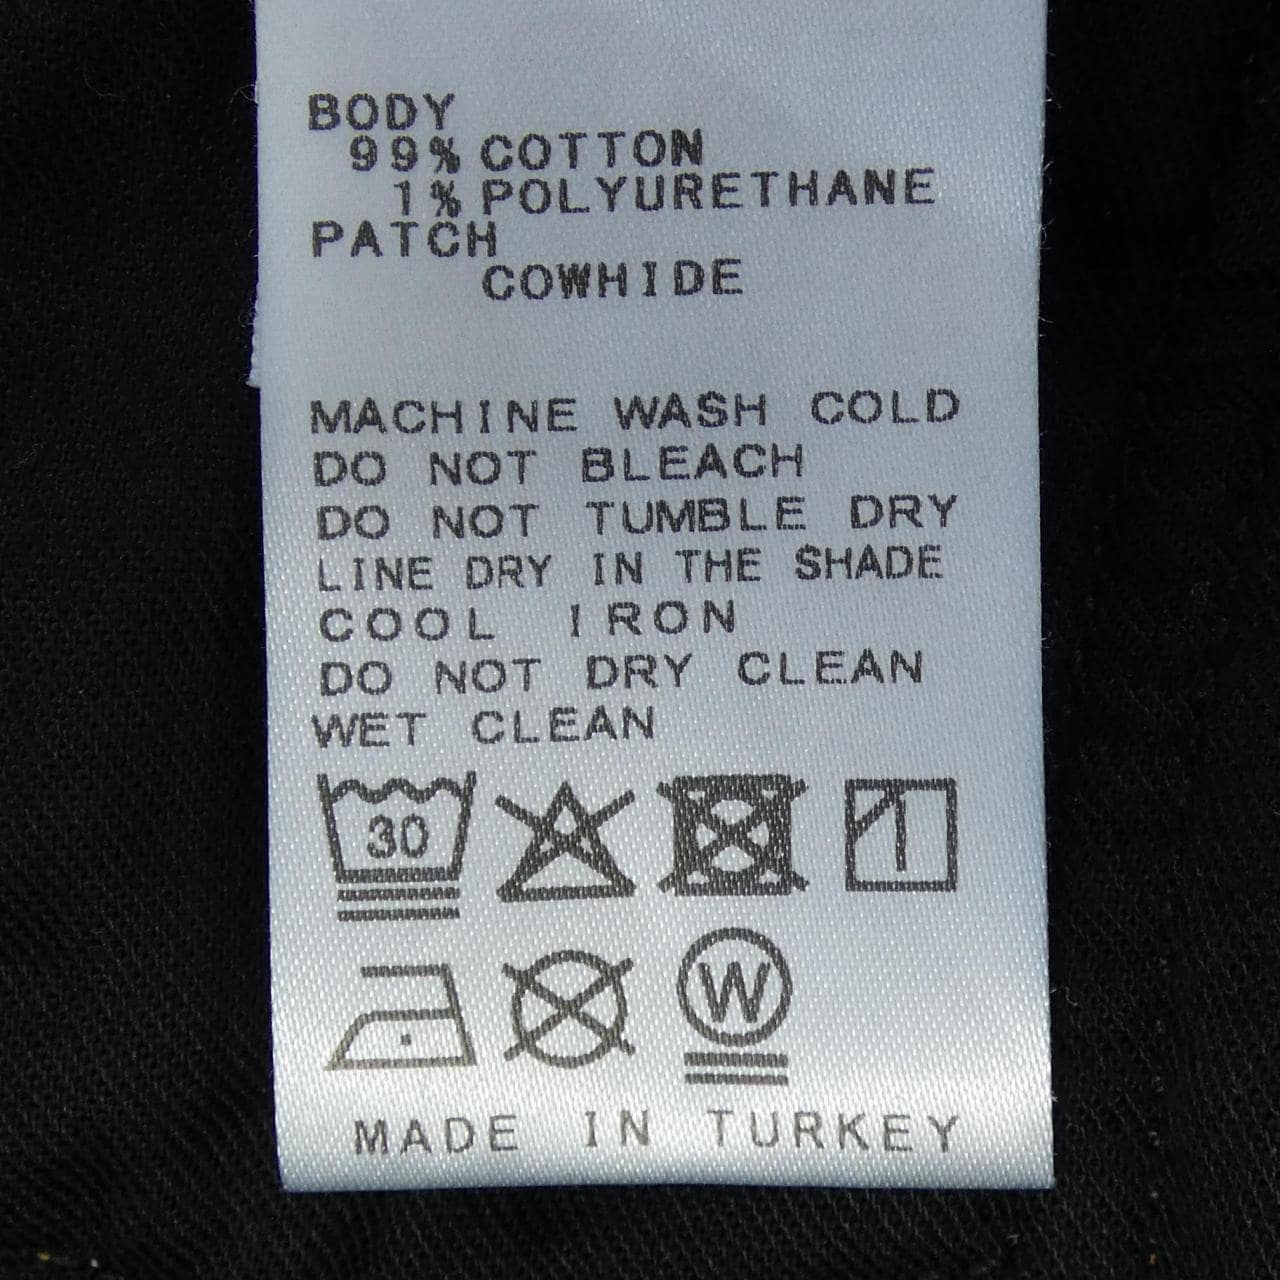 BODY
99% COTTON
1% POLYURETHANE
PATCH
COWHIDE
MACHINE WASH COLD
DO NOT BLEACH
DO NOT TUMBLE DRY
LINE DRY IN THE SHADE
COOL IRON
DO NOT DRY CLEAN
WET CLEAN
30
W
MADE IN TURKEY